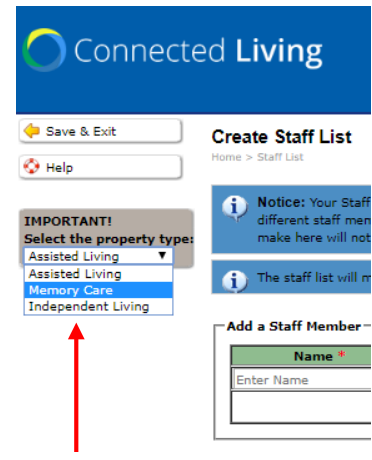 Connected Living
Save & Exit
Help
IMPORTANT!
Select the property type:
Assisted Living ▼
Assisted Living
Memory Care
Independent Living
Create Staff List
Home > Staff List
Notice: Your Staff
different staff mem
make here will not
The staff list will m
Add a Staff Member
Name *
Enter Name